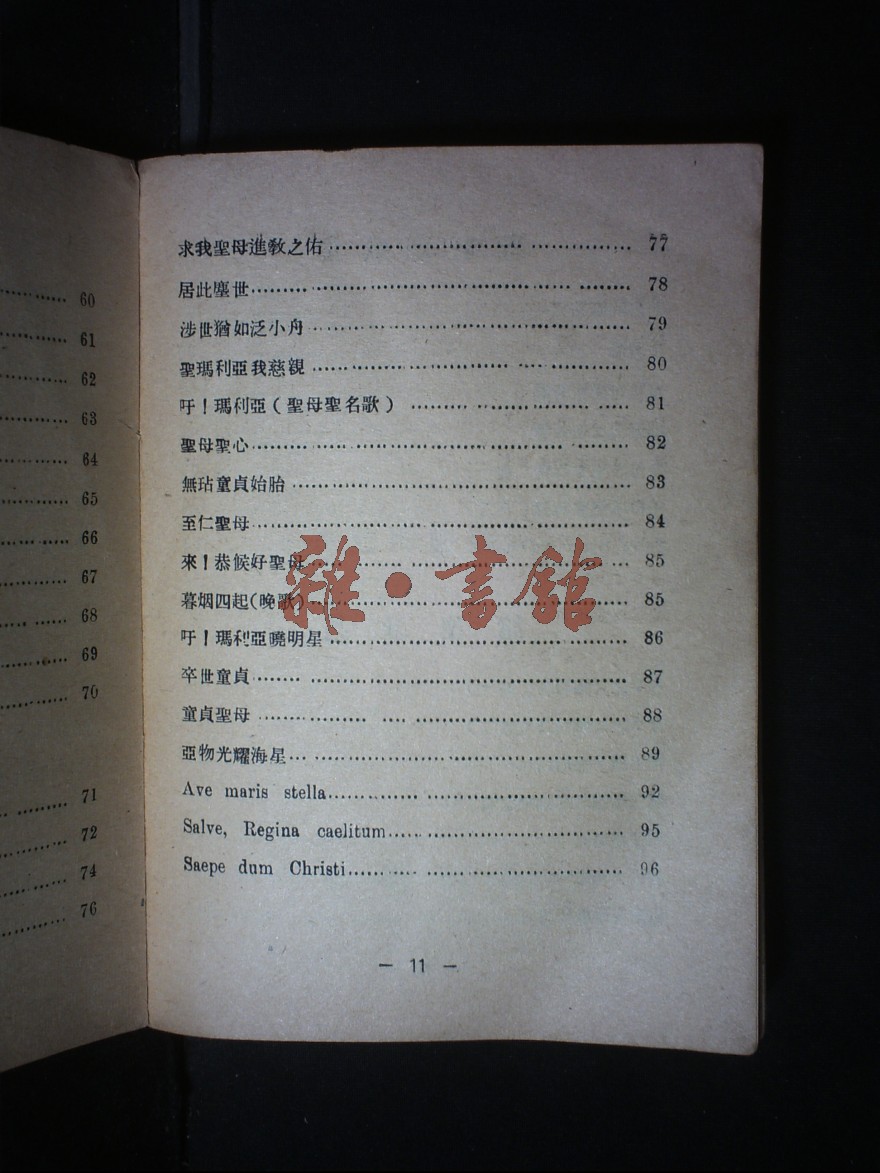 60
61
62
63
64
65
66
67
68
69
70
71
72
74
76
求我聖母進教之佑 77
居此塵世 78
涉世猶如泛小舟 79
聖瑪利亞我慈親 80
吁！瑪利亞（聖母聖名歌） 81
聖母聖心 82
無玷童貞始胎 83
至仁聖母 84
來！恭候好聖母 85
暮烟四起(晚歌) 85
吁！瑪利亞曉明星 86
卒世童貞 87
童貞聖母 88
亞物光耀海星 89
Ave maris stella 92
Salve, Regina caelitum 95
Saepe dum Christi 96
— 11 —
雜·書館